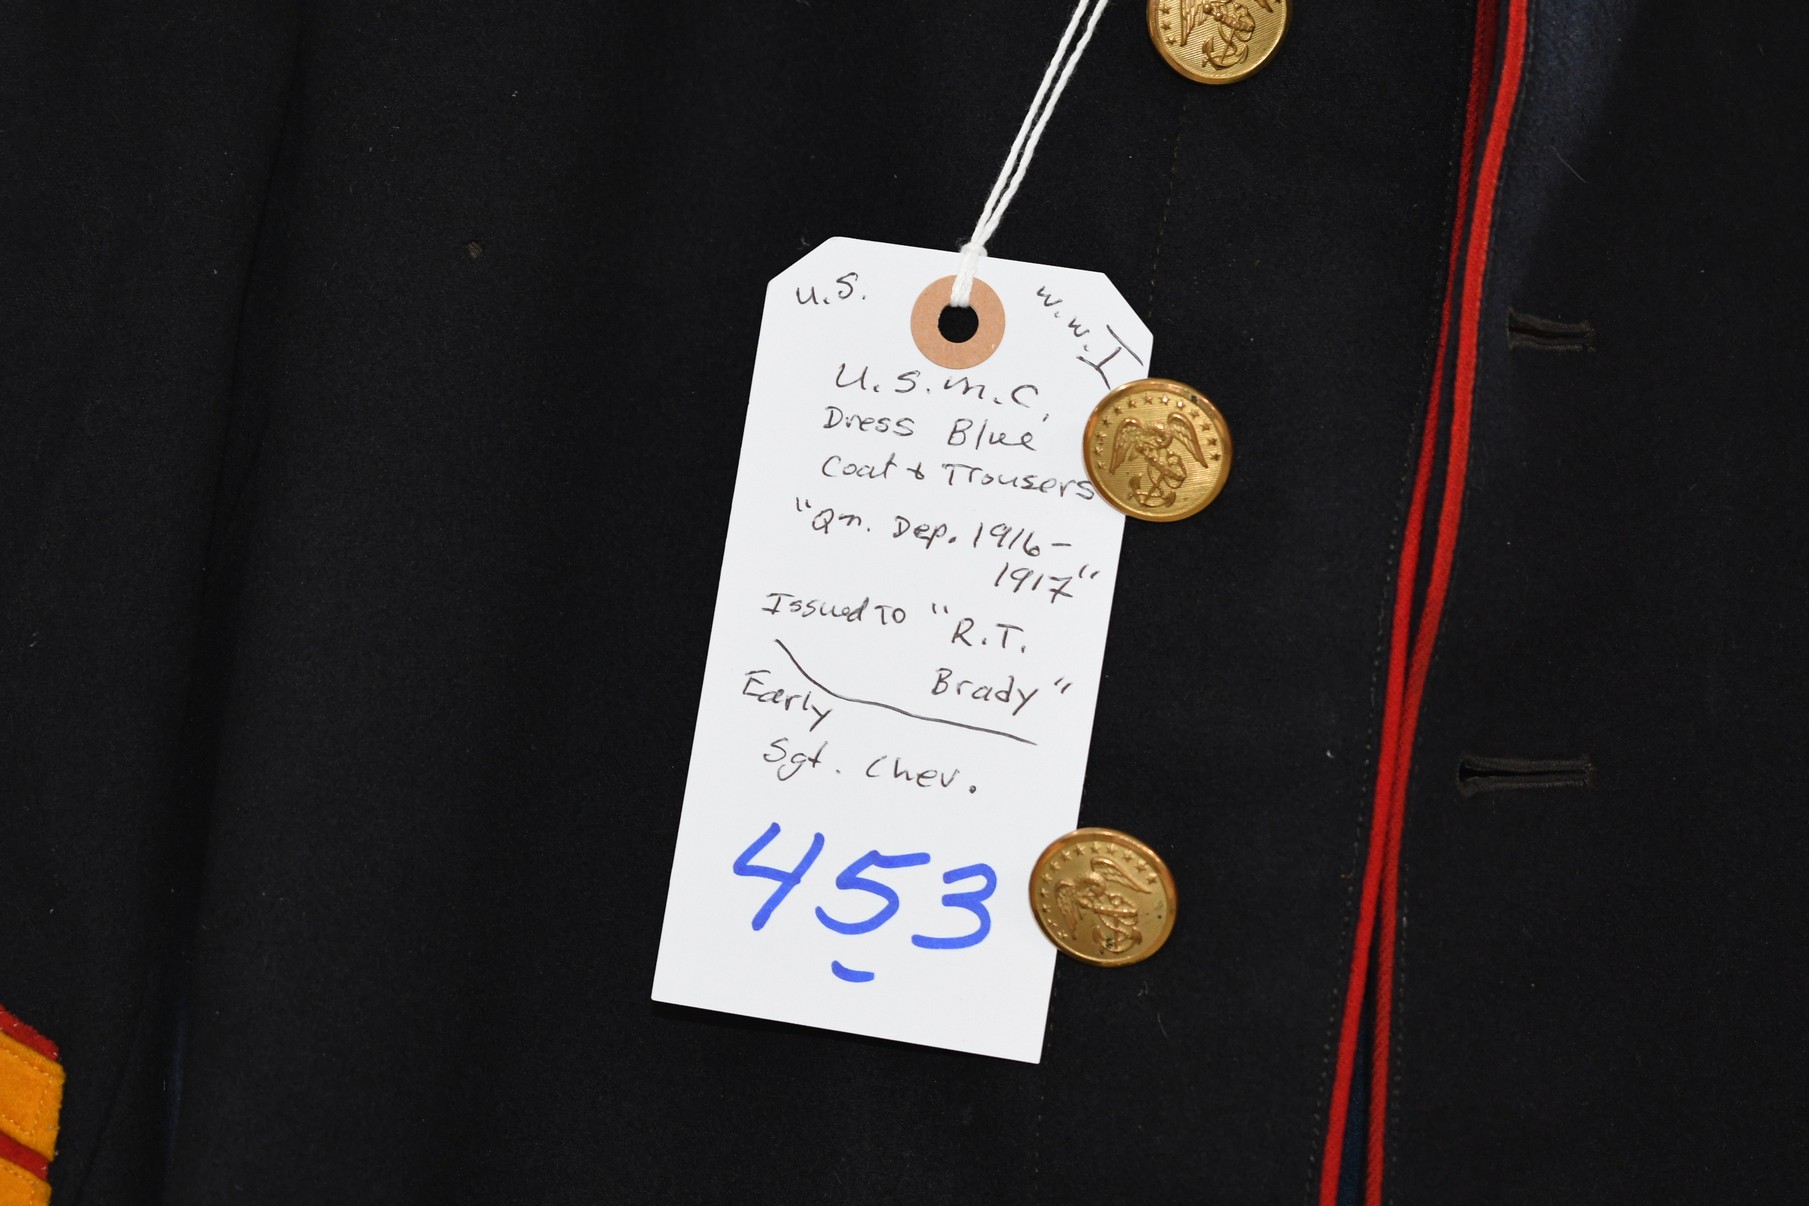 U.S.
W.W.I
U.S.M.C.
Dress Blue
Coat & Trousers
"Qm. Dep. 1916-
1917"
Issued To "R.T.
Brady"
Early
Sgt. Chev.
453